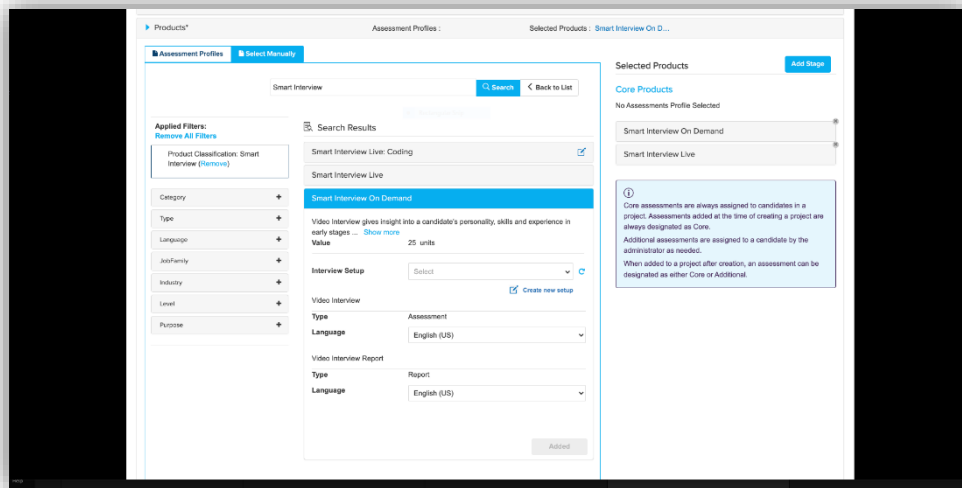 Products*
Assessment Profiles :
Selected Products : Smart Interview On D...
Assessment Profiles
Select Manually
Smart Interview
Search
Back to List
Applied Filters:
Remove All Filters
Product Classification: Smart
Interview (Remove)
Category
Type
Language
JobFamily
Industry
Level
Purpose
Search Results
Smart Interview Live: Coding
Smart Interview Live
Smart Interview On Demand
Video Interview gives insight into a candidate's personality, skills and experience in
early stages ... Show more
Value 25 units
Interview Setup Select
Create new setup
Video Interview
Type Assessment
Language English (US)
Video Interview Report
Type Report
Language English (US)
Added
Selected Products
Add Stage
Core Products
No Assessments Profile Selected
Smart Interview On Demand
Smart Interview Live
Core assessments are always assigned to candidates in a
project. Assessments added at the time of creating a project are
always designated as Core.
Additional assessments are assigned to a candidate by the
administrator as needed.
When added to a project after creation, an assessment can be
designated as either Core or Additional.